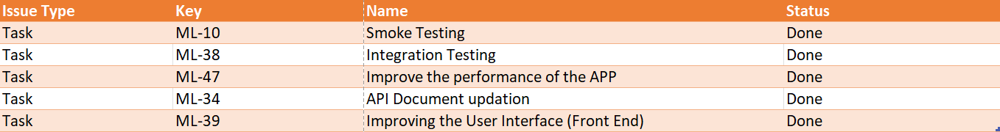 Issue Type Key Name Status
Task ML-10 Smoke Testing Done
Task ML-38 Integration Testing Done
Task ML-47 Improve the performance of the APP Done
Task ML-34 API Document updation Done
Task ML-39 Improving the User Interface (Front End) Done